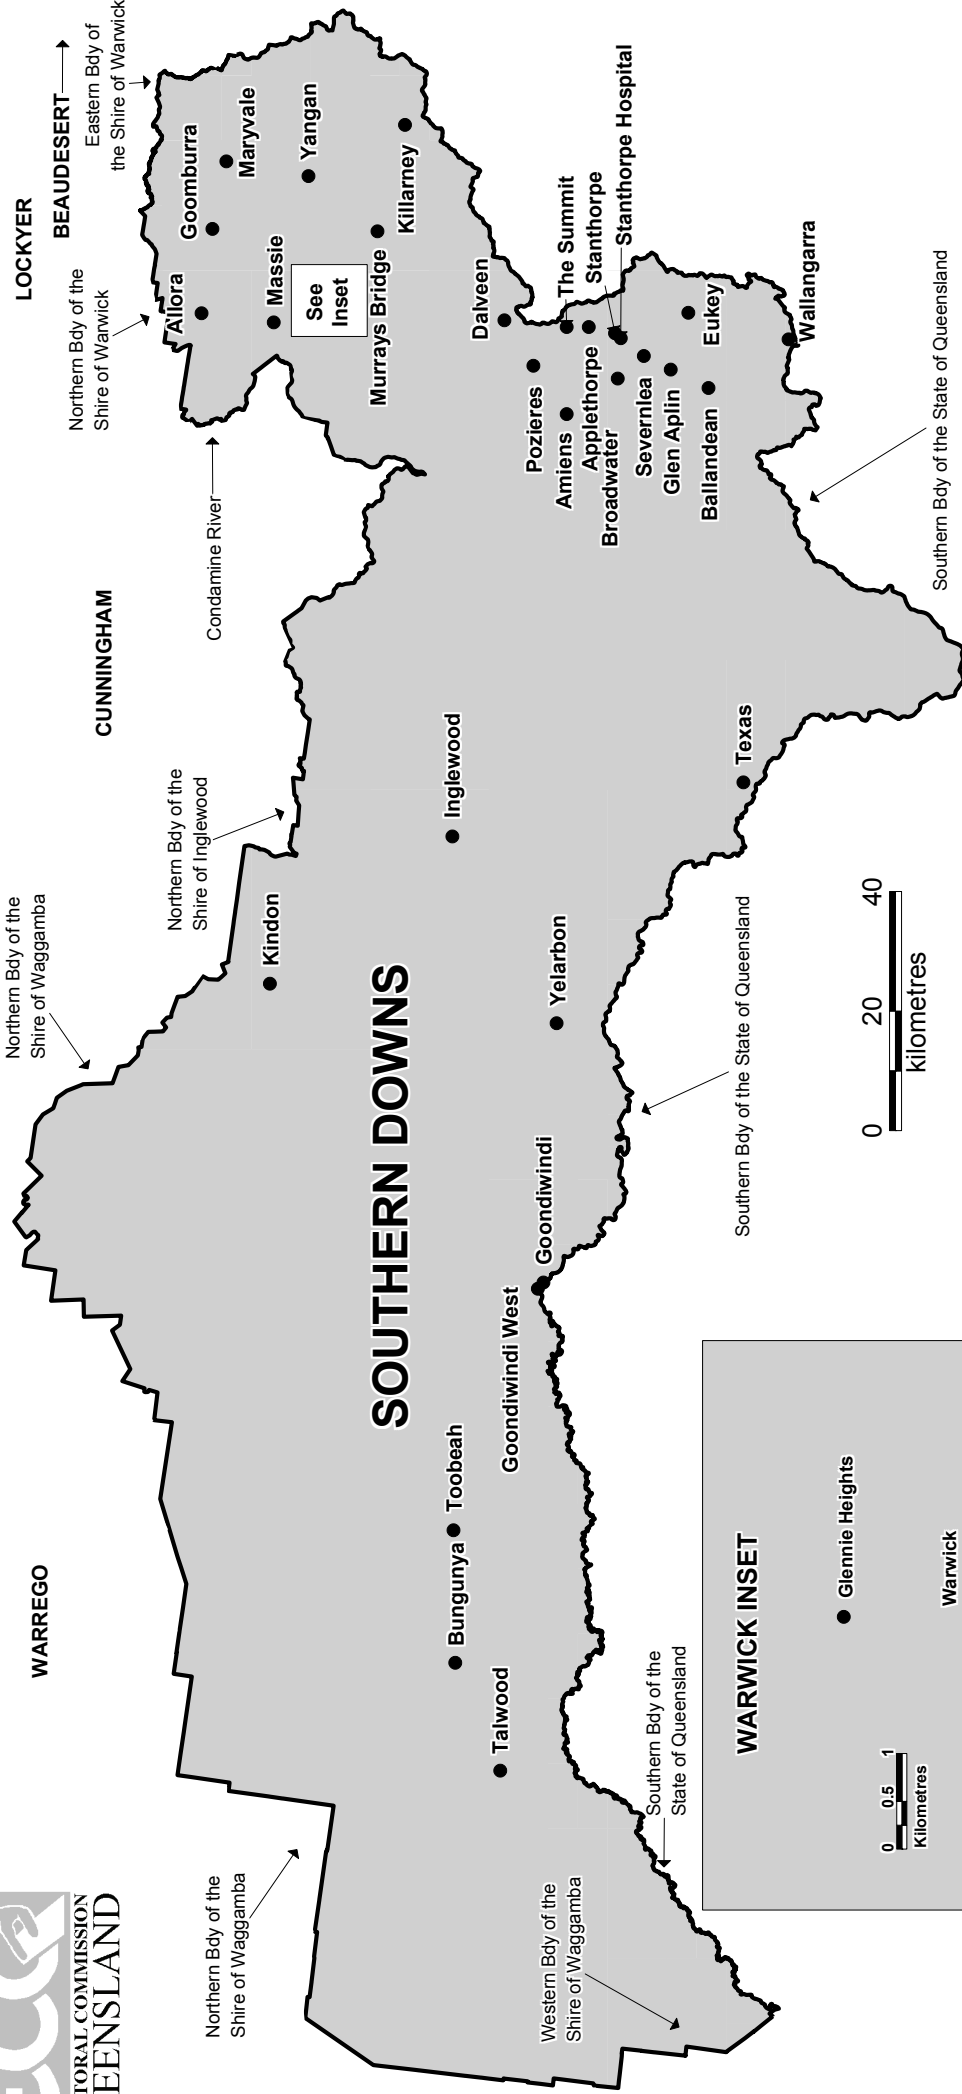 TORAL COMMISSION
EENSLAND
WARREGO
CUNNINGHAM
LOCKYER
BEAUDESERT
Northern Bdy of the
Shire of Waggamba
Northern Bdy of the
Shire of Waggamba
Northern Bdy of the
Shire of Inglewood
Condamine River
Northern Bdy of the
Shire of Warwick
Eastern Bdy of
the Shire of Warwick
Allora
Goomburra
Maryvale
Massie
Yangan
See
Inset
Murrays Bridge
Killarney
Kindon
SOUTHERN DOWNS
Inglewood
Dalveen
Pozieres
The Summit
Amiens
Applethorpe
Stanthorpe
Stanthorpe Hospital
Broadwater
Severnlea
Glen Aplin
Eukey
Ballandean
Wallangarra
Talwood
Bungunya
Toobeah
Goondiwindi West
Goondiwindi
Yelarbon
Texas
Western Bdy of the
Shire of Waggamba
Southern Bdy of the
State of Queensland
Southern Bdy of the State of Queensland
Southern Bdy of the State of Queensland
0 20 40
kilometres
WARWICK INSET
Glennie Heights
Warwick
0 0.5 1
Kilometres